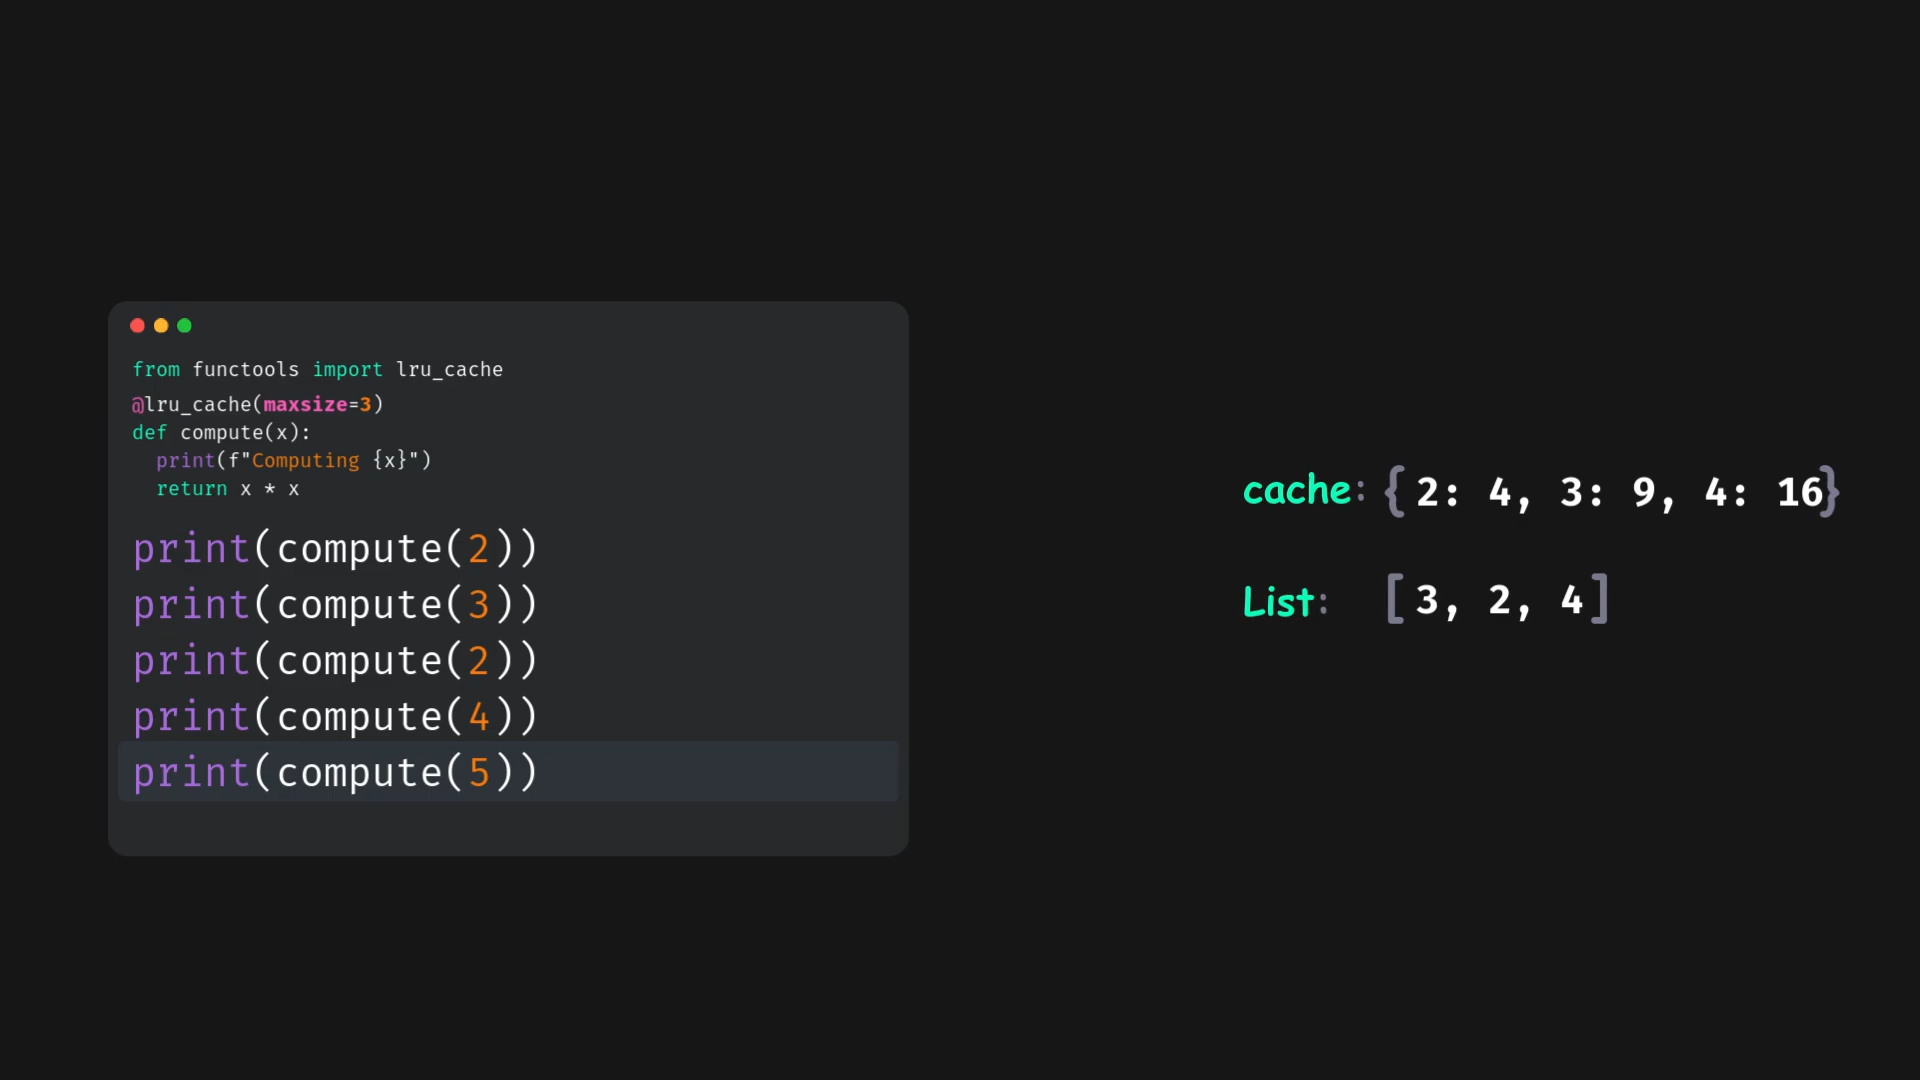 from functools import lru_cache
@lru_cache(maxsize=3)
def compute(x):
  print(f"Computing {x}")
  return x * x
print(compute(2))
print(compute(3))
print(compute(2))
print(compute(4))
print(compute(5))
cache: { 2: 4, 3: 9, 4: 16}
List: [ 3, 2, 4 ]